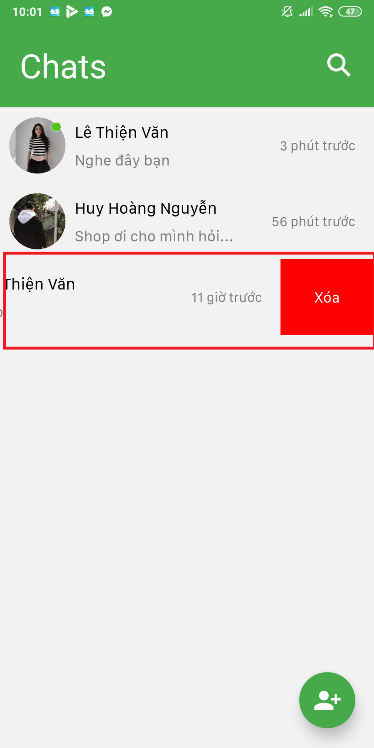 10:01
47
Chats
Lê Thiện Văn
3 phút trước
Nghe đây bạn
Huy Hoàng Nguyễn
56 phút trước
Shop ơi cho mình hỏi...
Thiện Văn
11 giờ trước
Xóa